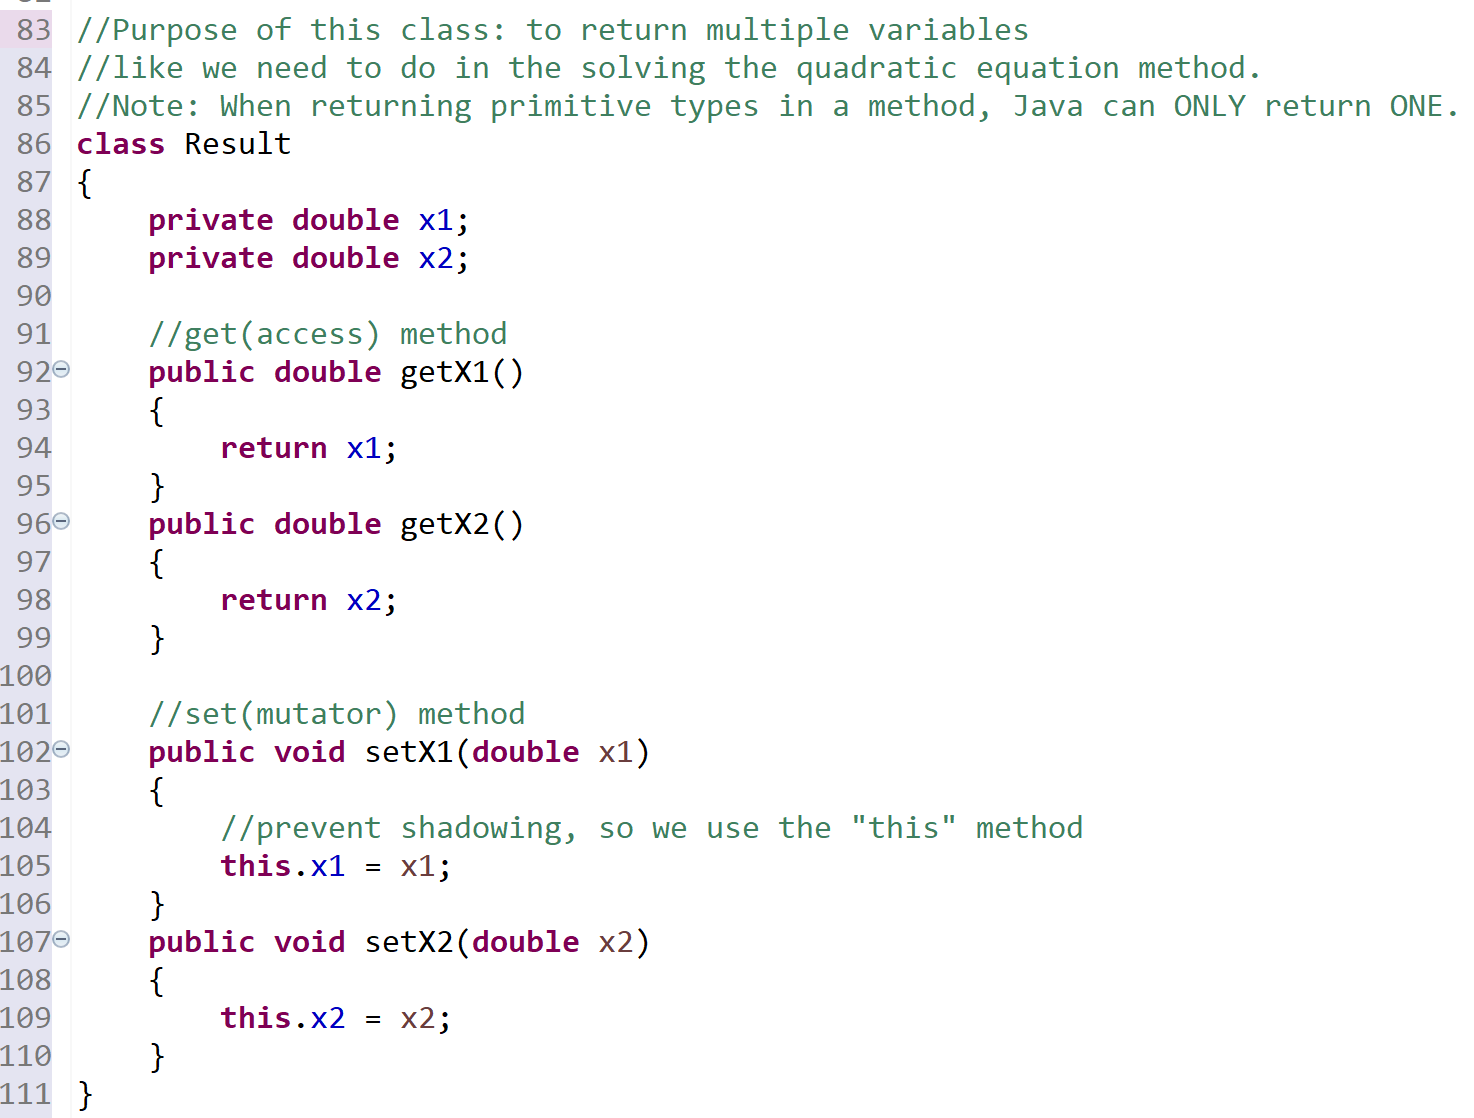 83 //Purpose of this class: to return multiple variables
84 //like we need to do in the solving the quadratic equation method.
85 //Note: When returning primitive types in a method, Java can ONLY return ONE.
86 class Result
87 {
88     private double x1;
89     private double x2;
90
91     //get(access) method
92     public double getX1()
93     {
94         return x1;
95     }
96     public double getX2()
97     {
98         return x2;
99     }
100
101     //set(mutator) method
102     public void setX1(double x1)
103     {
104         //prevent shadowing, so we use the "this" method
105         this.x1 = x1;
106     }
107     public void setX2(double x2)
108     {
109         this.x2 = x2;
110     }
111 }